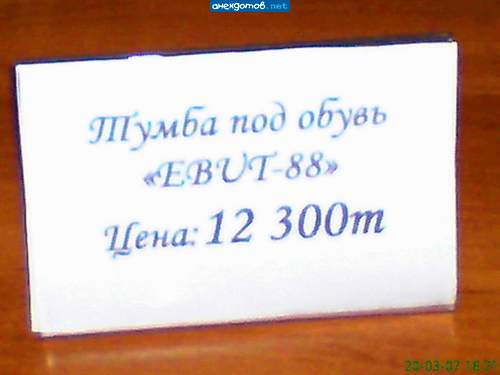 анекдотов.net
Тумба под обувь
«EBUT-88»
Цена: 12 300т
20-03-07 16:21